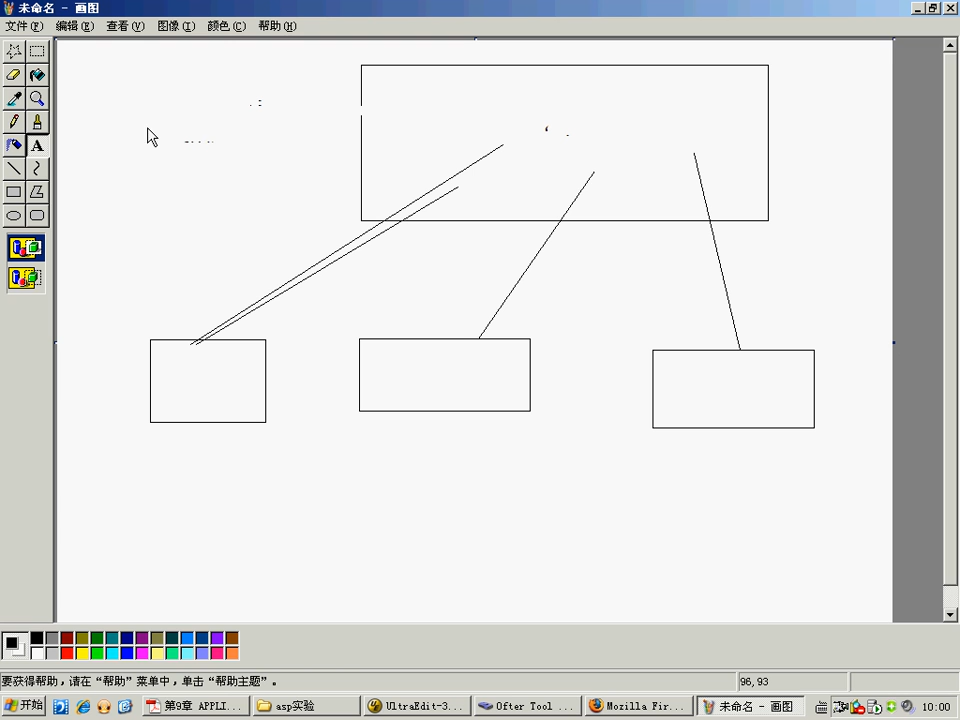 未命名 - 画图
文件(F) 编辑(E) 查看(V) 图像(I) 颜色(C) 帮助(H)
A
要获得帮助，请在“帮助”菜单中，单击“帮助主题”。
96,93
开始
第9章 APPLI...
asp实验
UltraEdit-3...
Ofter Tool ...
Mozilla Fir...
未命名 - 画图
10:00